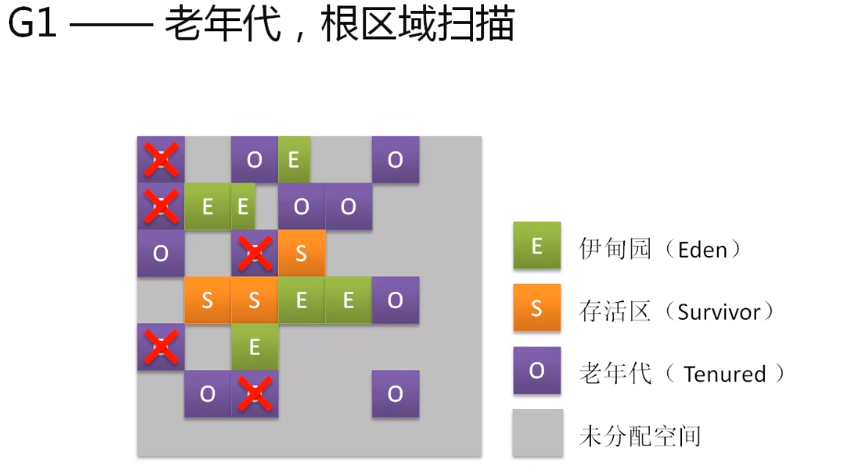 G1 —— 老年代，根区域扫描
O E O
E E O O
O S
S S E E O
E
O O
E 伊甸园（Eden）
S 存活区（Survivor）
O 老年代（ Tenured ）
未分配空间